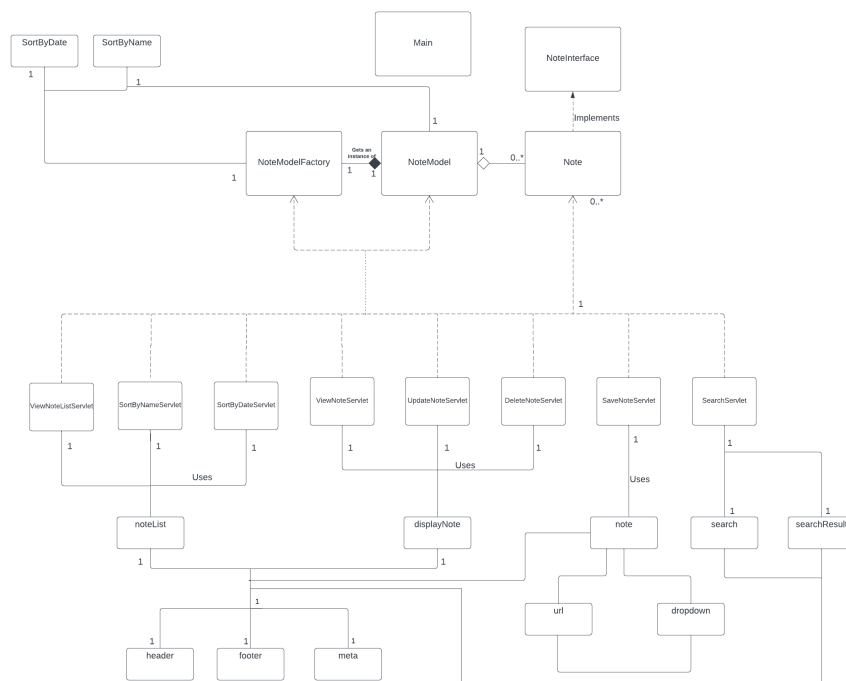 SortByDate
SortByName
Main
NoteInterface
1
1
1
Implements
NoteModelFactory
Gets an
instance of
NoteModel
1
0..*
Note
1
1
1
0..*
1
ViewNoteListServlet
SortByNameServlet
SortByDateServlet
ViewNoteServlet
UpdateNoteServlet
DeleteNoteServlet
SaveNoteServlet
SearchServlet
1
1
1
1
1
1
1
1
Uses
Uses
Uses
1
1
noteList
displayNote
note
search
searchResult
1
1
1
url
dropdown
1
1
1
header
footer
meta